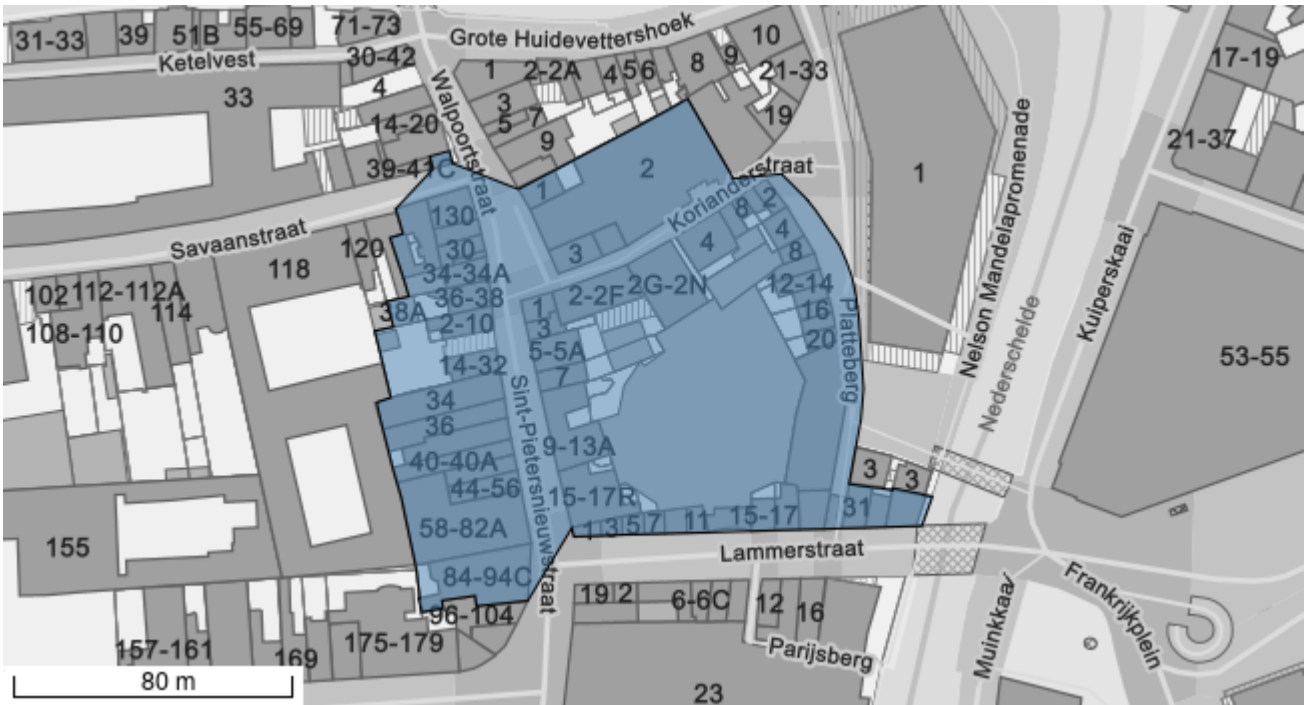 31-33
39
51B
55-69
71-73
Grote Huidevettershoek
10
Ketelvest
30-42
1
2-2A
4
5
6
8
9
21-33
17-19
33
4
Walpoortstraat
3
7
5
14-20
19
21-37
9
39-41C
2
1
Korianderstraat
1
Nelson Mandelapromenade
Kuiperskaai
Savaanstraat
130
120
30
3
8
2
4
4
8
118
34-34A
2G-2N
12-14
102
112-112A
36-38
2-2F
16
Platteberg
Nederschelde
38A
1
114
108-110
2-10
3
20
53-55
5-5A
14-32
7
Sint-Pietersnieuwstraat
34
36
9-13A
40-40A
3
3
44-56
15-17R
58-82A
1
3
5
7
11
15-17
31
155
Lammerstraat
84-94C
Frankrijkplein
19
2
6-6C
12
16
Muinkkaai
96-104
157-161
169
175-179
Parijsberg
80 m
23